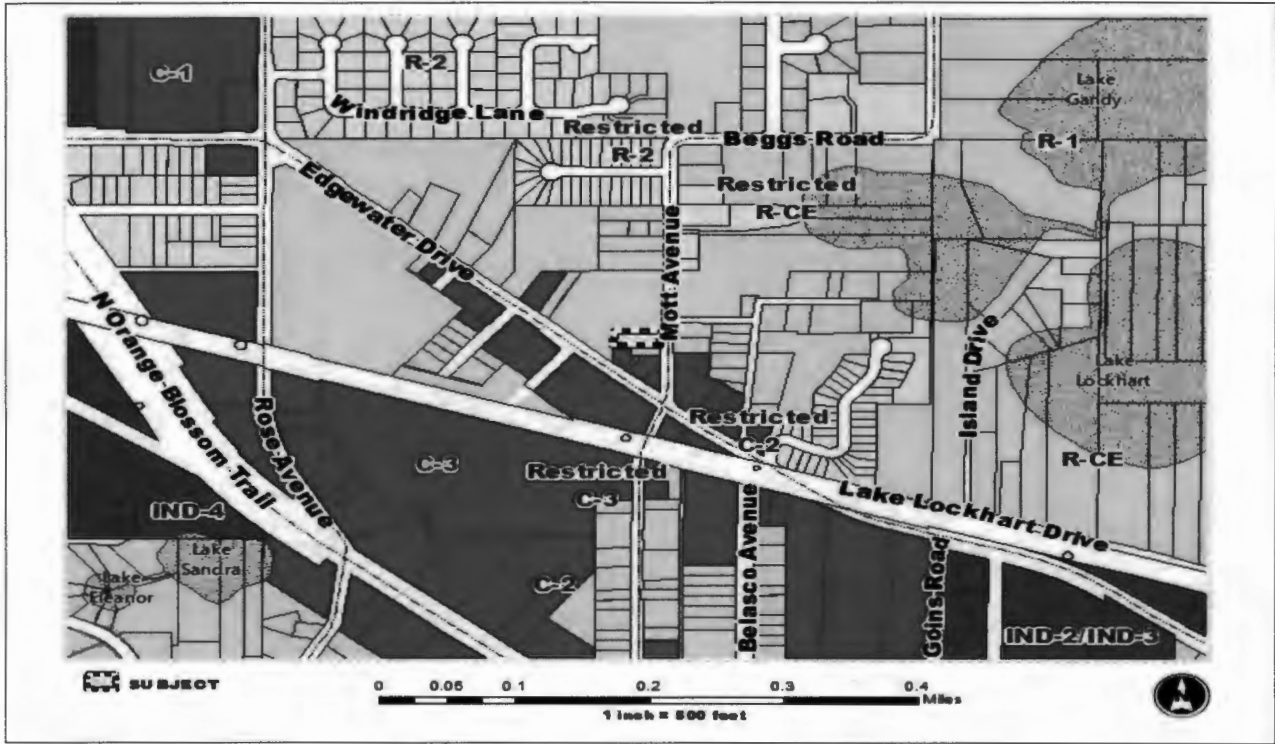 C-1
R-2
Windridge Lane
Restricted
R-2
Beggs Road
Lake
Gandy
R-1
Restricted
R-CE
Edgewater Drive
Mott Avenue
N Orange Blossom Trail
Rose Avenue
Island Drive
Lake
Lockhart
Restricted
C-2
R-CE
C-3
Restricted
C-3
Lake Lockhart Drive
IND-4
Lake
Sandra
Lake
Eleanor
C-2
Belasco Avenue
Goins Road
IND-2/IND-3
SUBJECT
0 0.05 0.1 0.2 0.3 0.4
Miles
1 inch = 500 feet
N